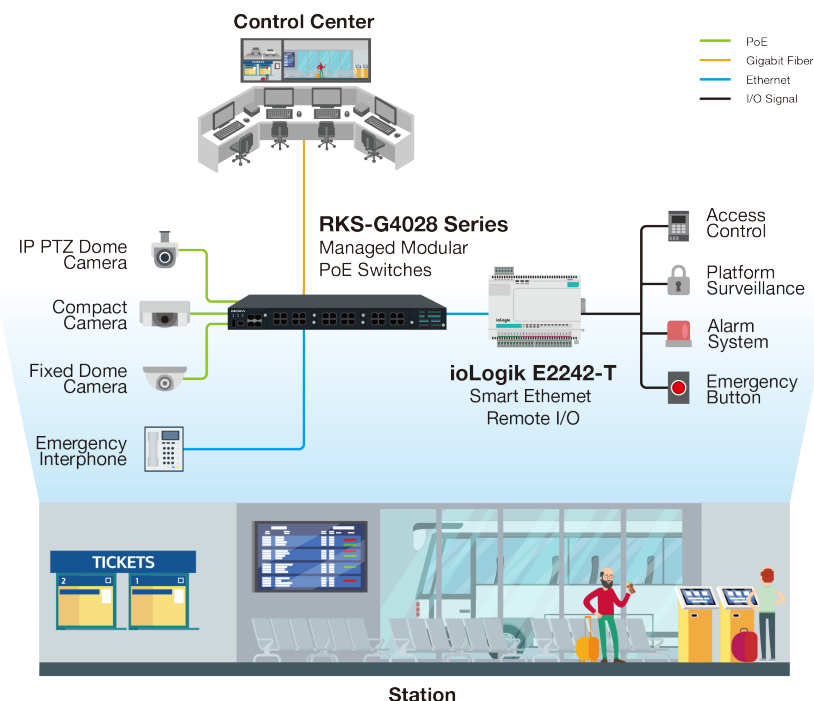 Control Center
PoE
Gigabit Fiber
Ethernet
I/O Signal
RKS-G4028 Series
Managed Modular
PoE Switches
IP PTZ Dome
Camera
Compact
Camera
Fixed Dome
Camera
Emergency
Interphone
MOXA
ioLogik
ioLogik E2242-T
Smart Ethernet
Remote I/O
Access
Control
Platform
Surveillance
Alarm
System
Emergency
Button
TICKETS
2
1
Station